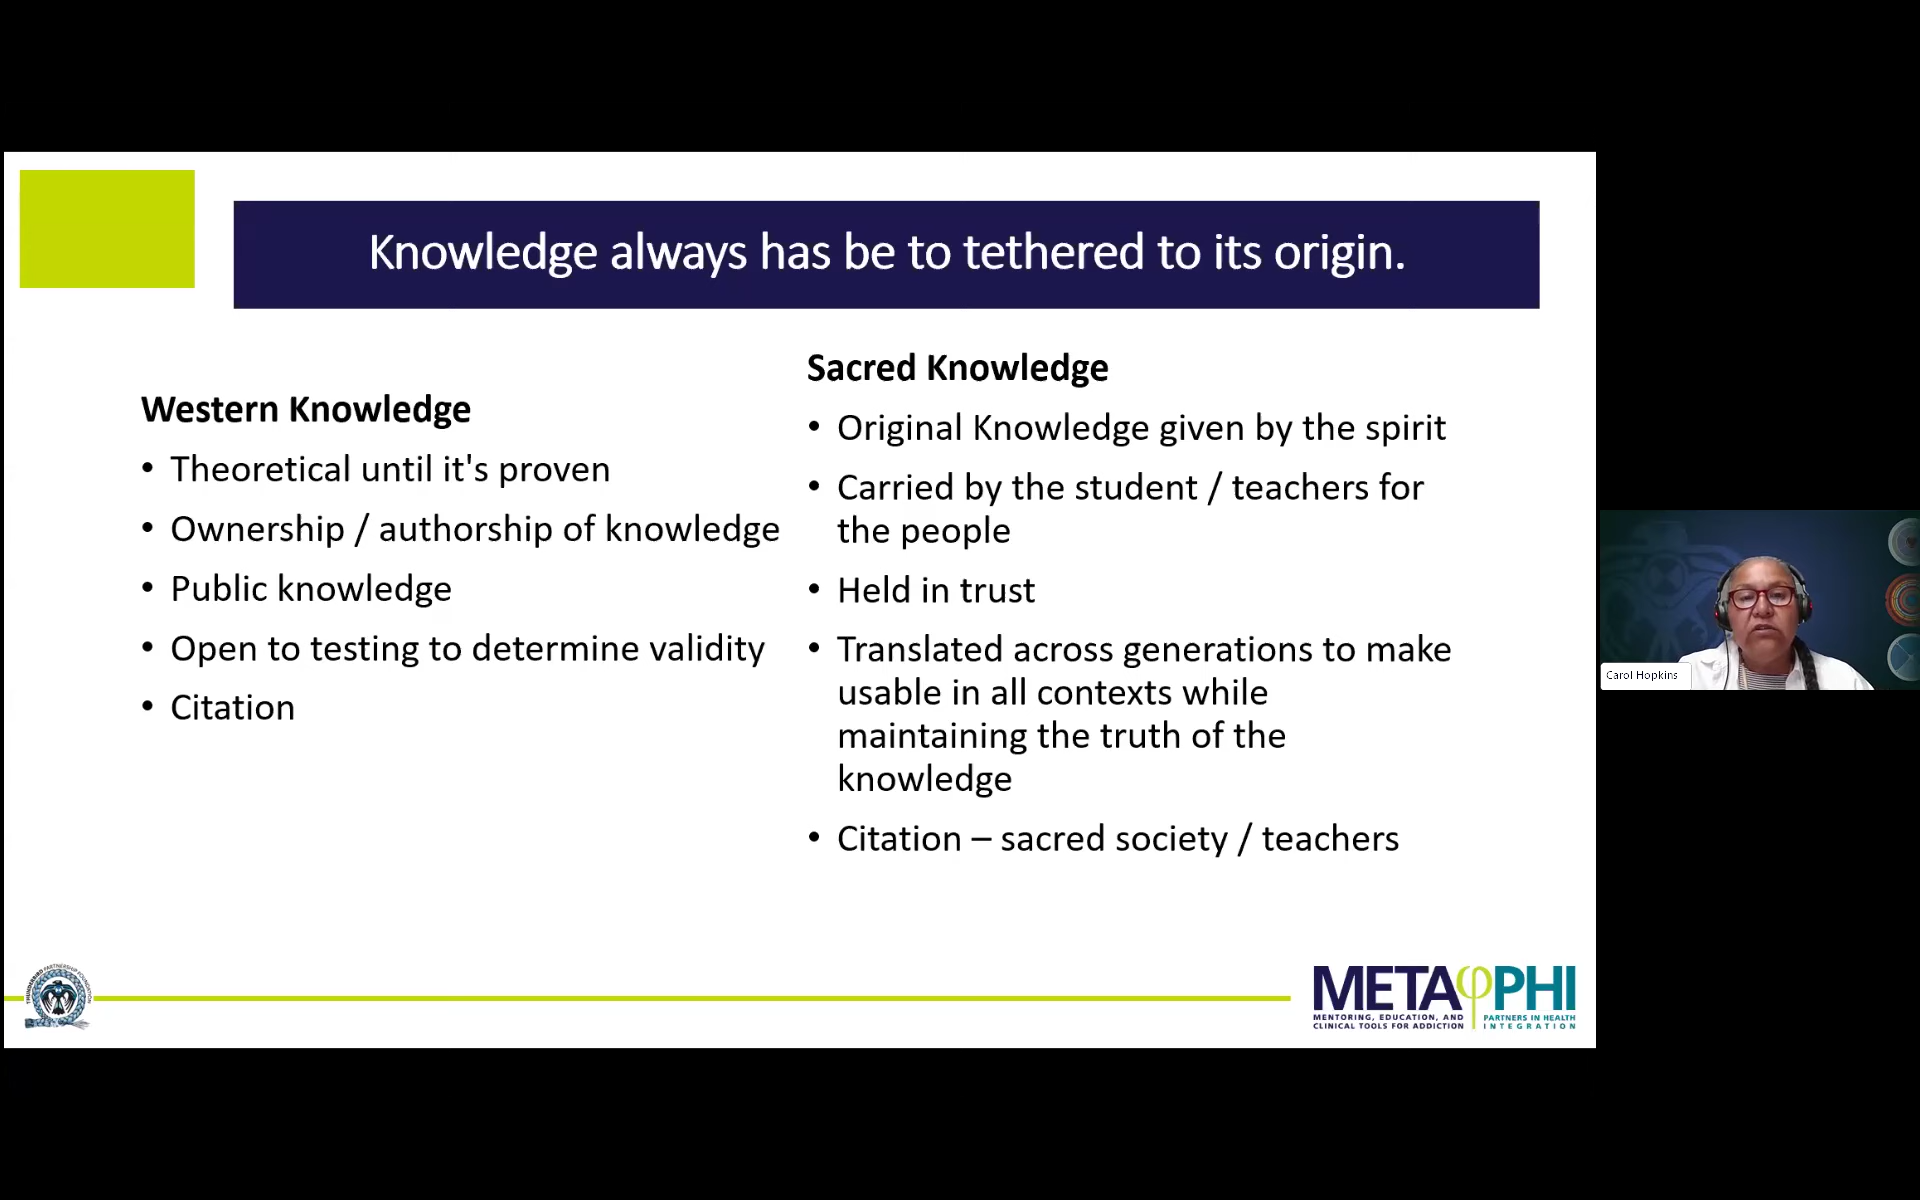 Knowledge always has be to tethered to its origin.
Western Knowledge
• Theoretical until it's proven
• Ownership / authorship of knowledge
• Public knowledge
• Open to testing to determine validity
• Citation
Sacred Knowledge
• Original Knowledge given by the spirit
• Carried by the student / teachers for
the people
• Held in trust
• Translated across generations to make
usable in all contexts while
maintaining the truth of the
knowledge
• Citation – sacred society / teachers
Carol Hopkins
THUNDERBIRD PARTNERSHIP FOUNDATION
METAφPHI
MENTORING, EDUCATION, AND
CLINICAL TOOLS FOR ADDICTION
PARTNERS IN HEALTH
INTEGRATION